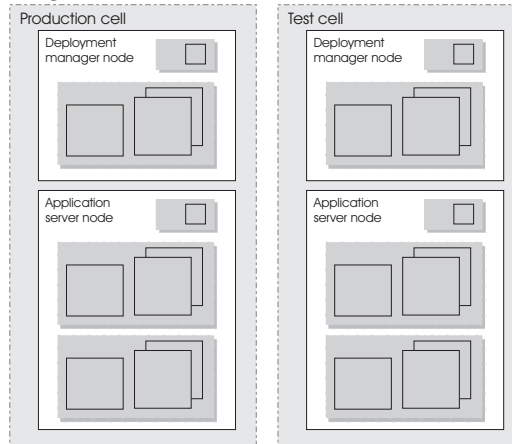 Production cell
Deployment
manager node
Application
server node
Test cell
Deployment
manager node
Application
server node